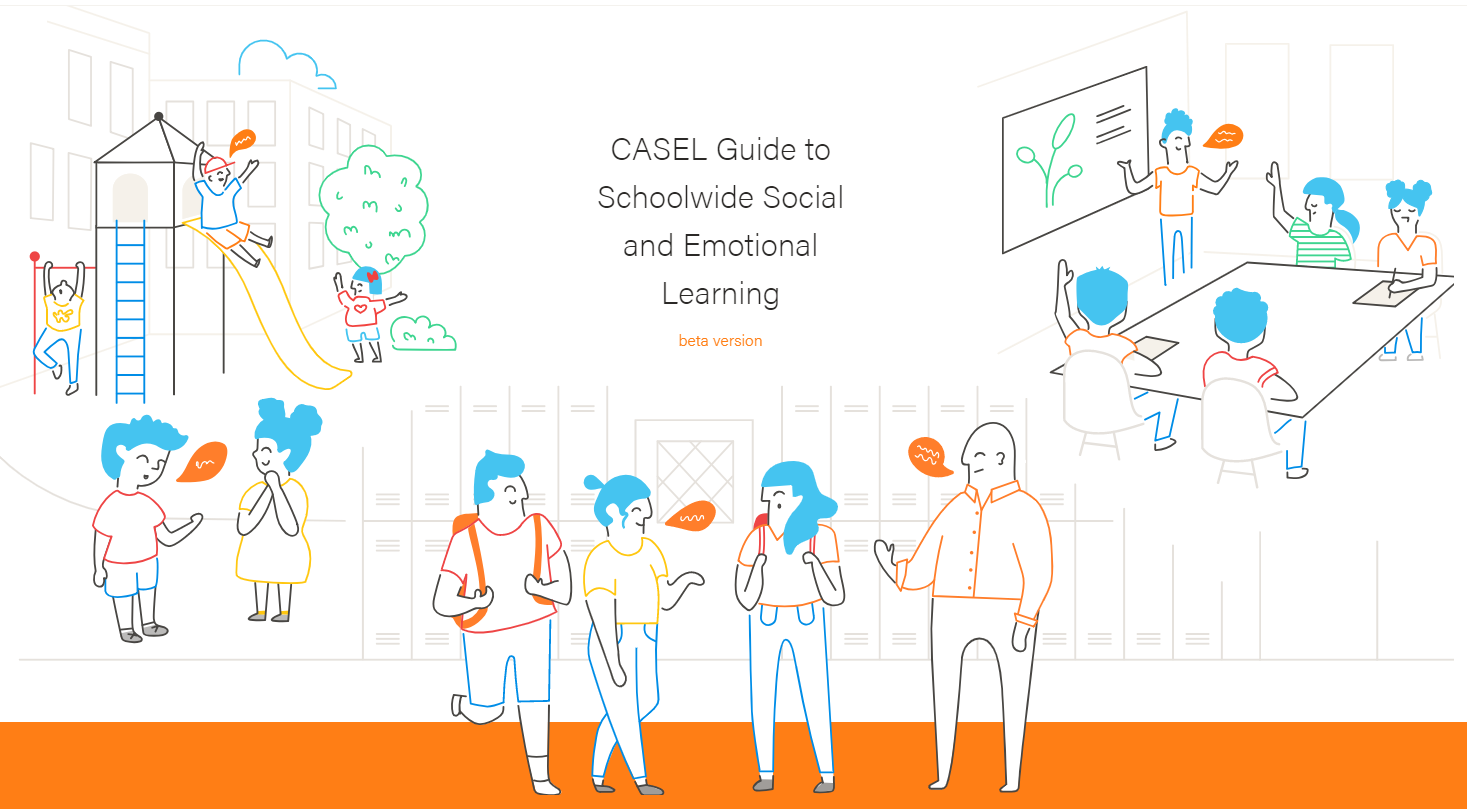 CASEL Guide to
Schoolwide Social
and Emotional
Learning
beta version